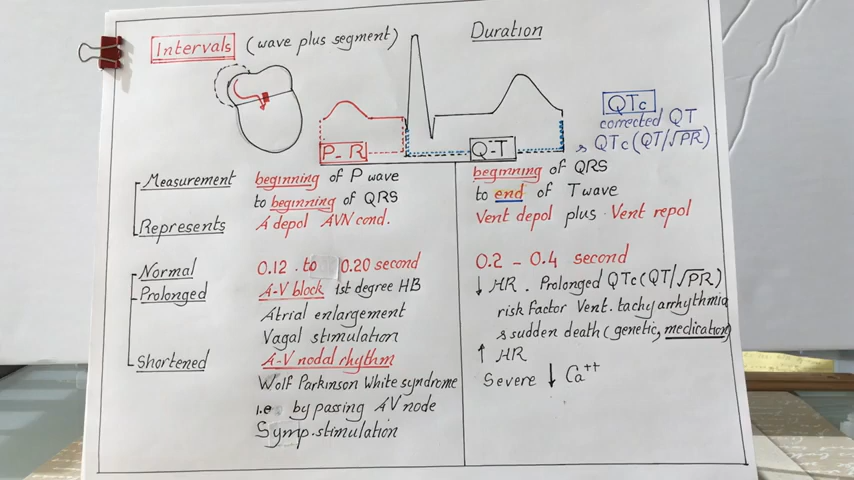 Intervals (wave plus segment)
Duration
P-R
Q-T
QTc
corrected QT
QTc (QT/√PR)
Measurement
beginning of P wave
to beginning of QRS
Represents
A depol AVN cond.
Normal
0.12 to 0.20 second
Prolonged
A-V block 1st degree HB
Atrial enlargement
Vagal stimulation
Shortened
A-V nodal rhythm
Wolf Parkinson White syndrome
i.e by passing AV node
Symp. stimulation
beginning of QRS
to end of T wave
Vent depol plus Vent repol
0.2 - 0.4 second
↓ HR. Prolonged QTc (QT/√PR)
risk factor Vent. tachyarrhythmia
& sudden death (genetic, medication)
↑ HR
Severe ↓ Ca++